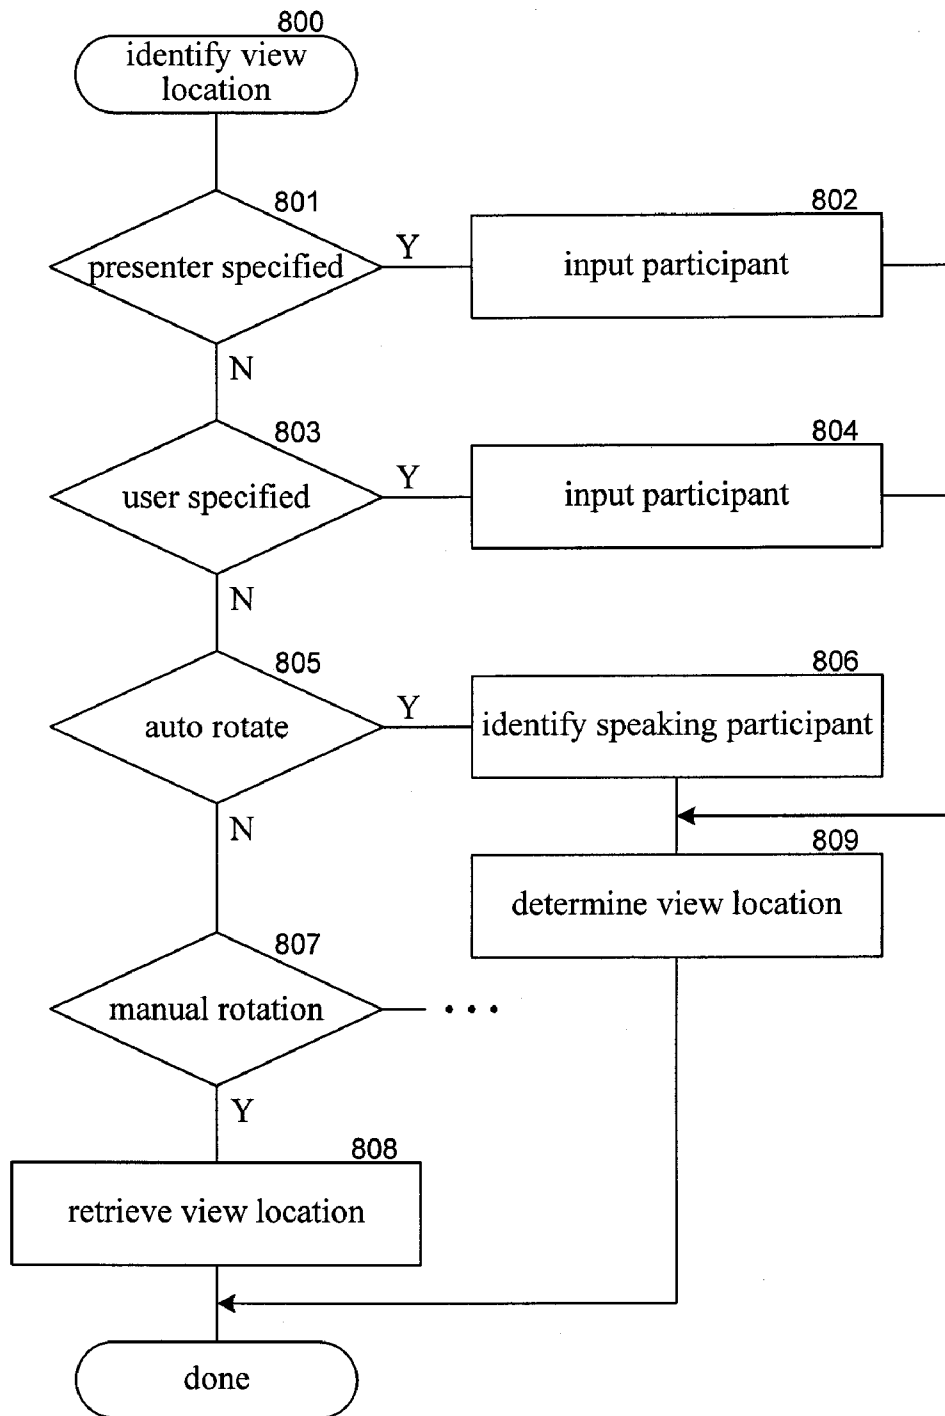 800
identify view
location
801
presenter specified
Y
802
input participant
N
803
user specified
Y
804
input participant
N
805
auto rotate
Y
806
identify speaking participant
N
809
determine view location
807
manual rotation
• • •
Y
808
retrieve view location
done